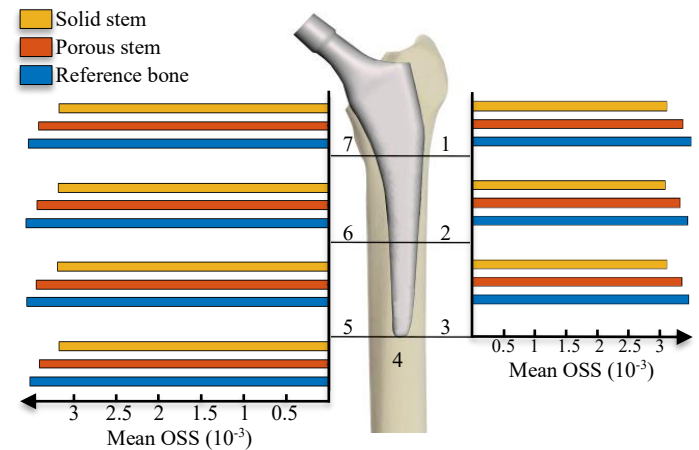 Solid stem
Porous stem
Reference bone
7 1
6 2
5 3
4
0.5 1 1.5 2 2.5 3
Mean OSS (10-3)
3 2.5 2 1.5 1 0.5
Mean OSS (10-3)